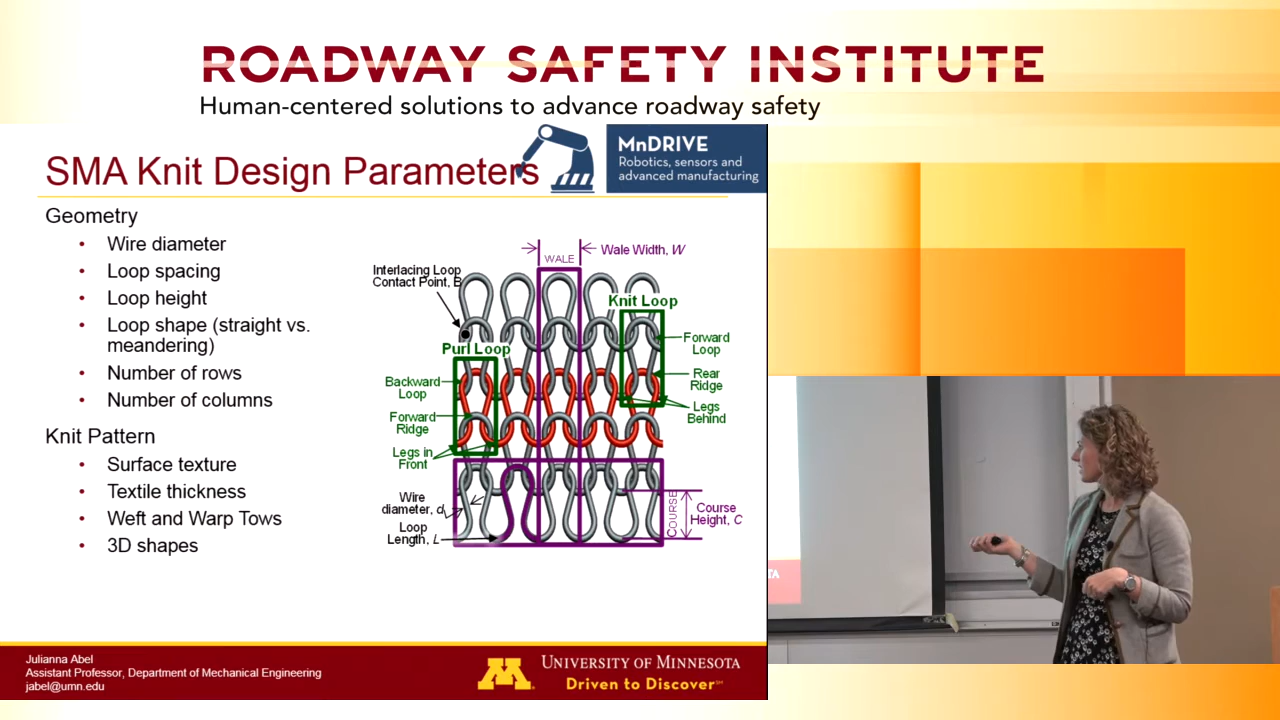 ROADWAY SAFETY INSTITUTE
Human-centered solutions to advance roadway safety
SMA Knit Design Parameters
MnDRIVE
Robotics, sensors and
advanced manufacturing
Geometry
• Wire diameter
• Loop spacing
• Loop height
• Loop shape (straight vs.
meandering)
• Number of rows
• Number of columns
Knit Pattern
• Surface texture
• Textile thickness
• Weft and Warp Tows
• 3D shapes
Wale Width, W
WALE
Interlacing Loop
Contact Point, B
Knit Loop
Forward
Loop
Purl Loop
Rear
Ridge
Backward
Loop
Legs
Behind
Forward
Ridge
Legs in
Front
Wire
diameter, d
Loop
Length, L
COURSE
Course
Height, C
Julianna Abel
Assistant Professor, Department of Mechanical Engineering
jabel@umn.edu
M
UNIVERSITY OF MINNESOTA
Driven to Discover℠
TA